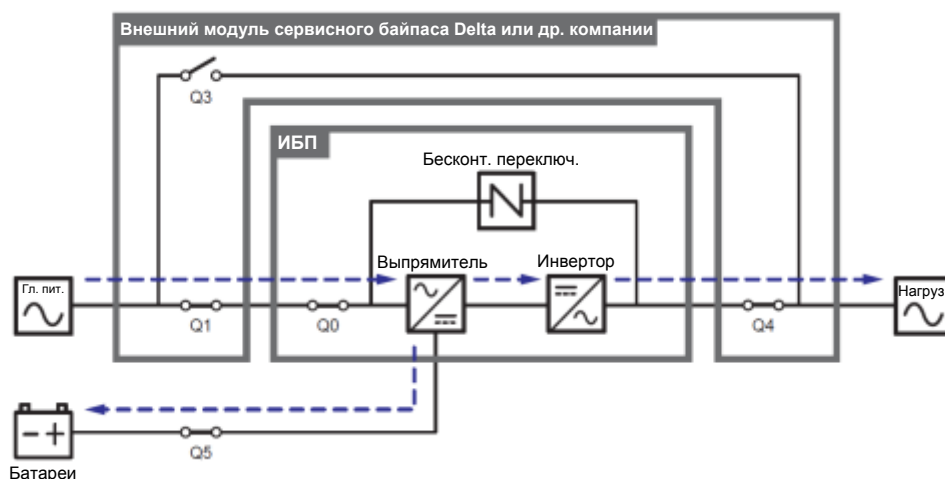 Внешний модуль сервисного байпаса Delta или др. компании
Q3
ИБП
Бесконт. переключ.
Гл. пит.
Выпрямитель
Инвертор
Нагруз
Q1
Q0
Q4
Q5
Батареи